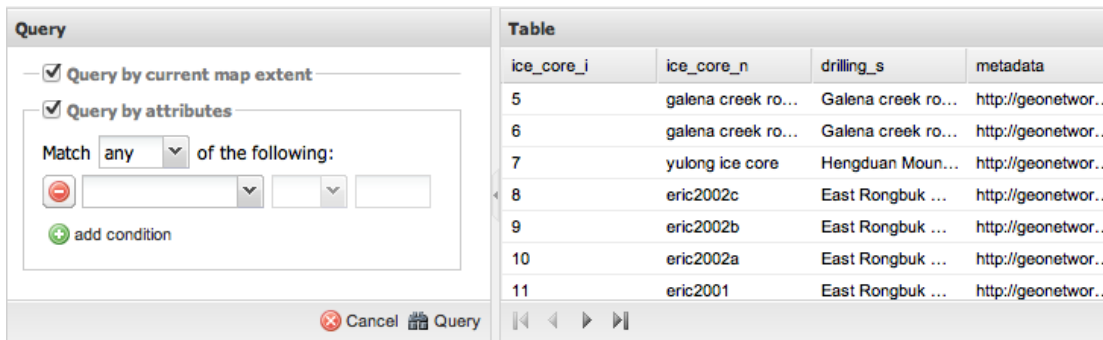 Query
Query by current map extent
Query by attributes
Match any of the following:
add condition
Cancel Query
Table
ice_core_i ice_core_n drilling_s metadata
5 galena creek ro... Galena creek ro... http://geonetwor...
6 galena creek ro... Galena creek ro... http://geonetwor...
7 yulong ice core Hengduan Moun... http://geonetwor...
8 eric2002c East Rongbuk ... http://geonetwor...
9 eric2002b East Rongbuk ... http://geonetwor...
10 eric2002a East Rongbuk ... http://geonetwor...
11 eric2001 East Rongbuk ... http://geonetwor...